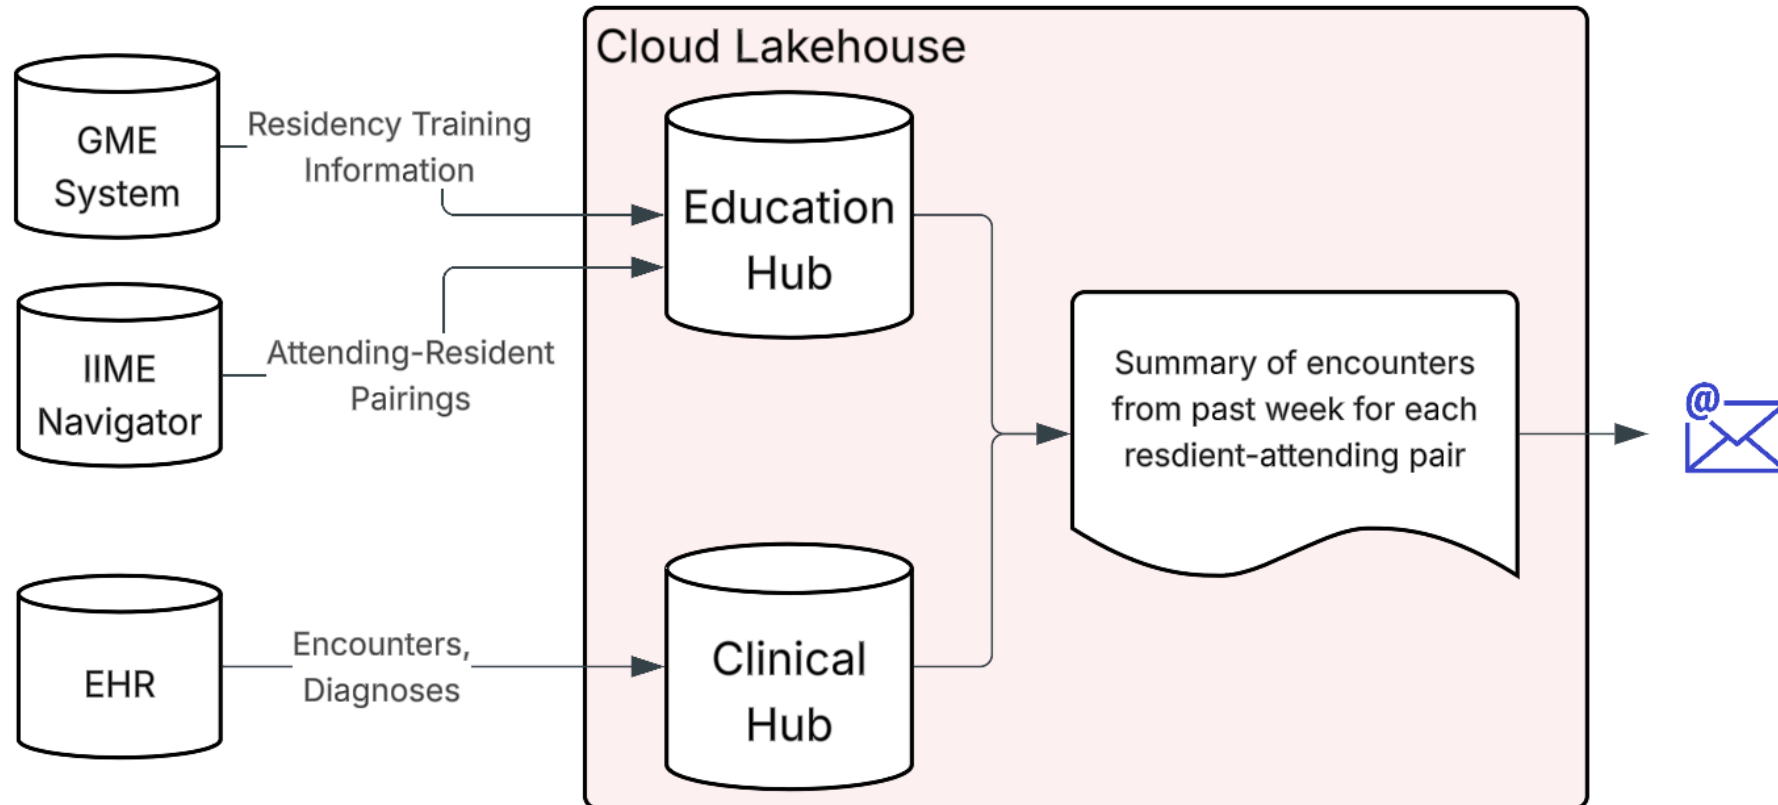 Cloud Lakehouse
GME
System
Residency Training
Information
Education
Hub
IIME
Navigator
Attending-Resident
Pairings
Summary of encounters
from past week for each
resdient-attending pair
@
EHR
Encounters,
Diagnoses
Clinical
Hub